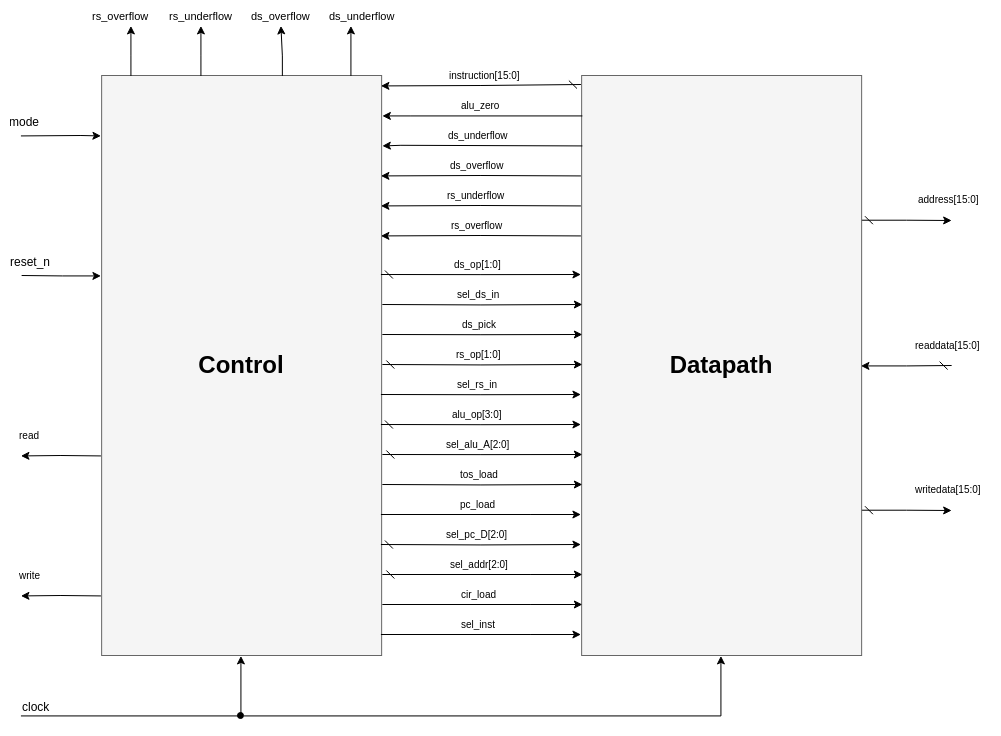 rs_overflow rs_underflow ds_overflow ds_underflow
instruction[15:0]
alu_zero
mode
ds_underflow
ds_overflow
rs_underflow
address[15:0]
rs_overflow
reset_n
ds_op[1:0]
sel_ds_in
ds_pick
readdata[15:0]
rs_op[1:0]
Control
Datapath
sel_rs_in
alu_op[3:0]
read
sel_alu_A[2:0]
tos_load
writedata[15:0]
pc_load
sel_pc_D[2:0]
sel_addr[2:0]
write
cir_load
sel_inst
clock